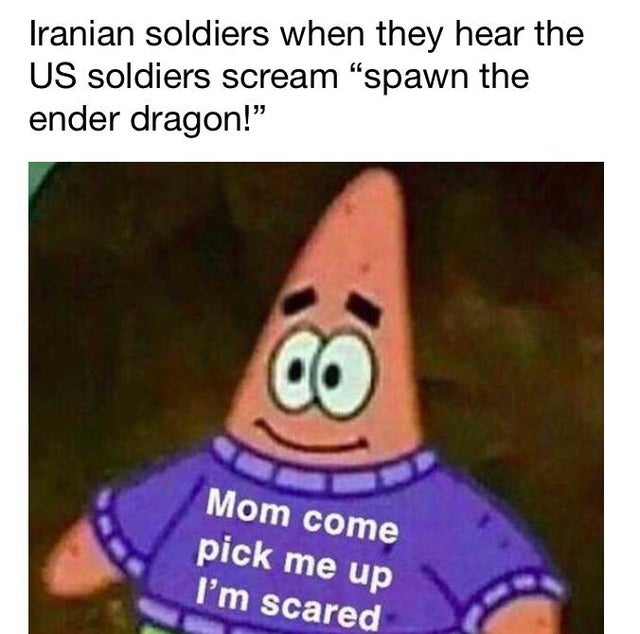 Iranian soldiers when they hear the
US soldiers scream “spawn the
ender dragon!”
Mom come
pick me up
I’m scared